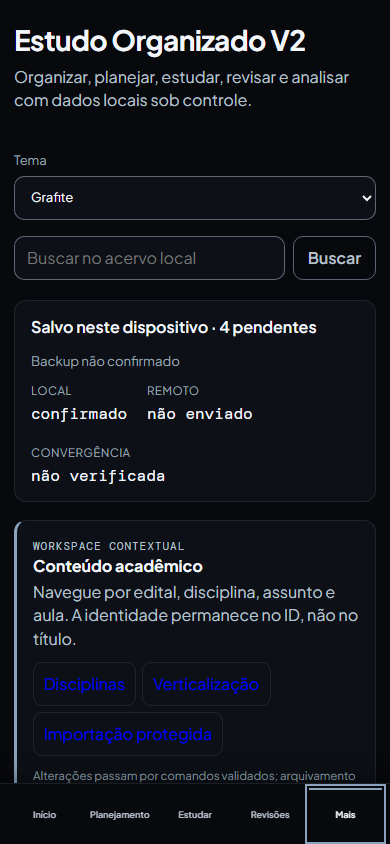 Estudo Organizado V2
Organizar, planejar, estudar, revisar e analisar
com dados locais sob controle.
Tema
Grafite
Buscar no acervo local
Buscar
Salvo neste dispositivo · 4 pendentes
Backup não confirmado
LOCAL
REMOTO
confirmado
não enviado
CONVERGÊNCIA
não verificada
WORKSPACE CONTEXTUAL
Conteúdo acadêmico
Navegue por edital, disciplina, assunto e
aula. A identidade permanece no ID, não no
título.
Disciplinas
Verticalização
Importação protegida
Alterações passam por comandos validados; arquivamento
Início
Planejamento
Estudar
Revisões
Mais